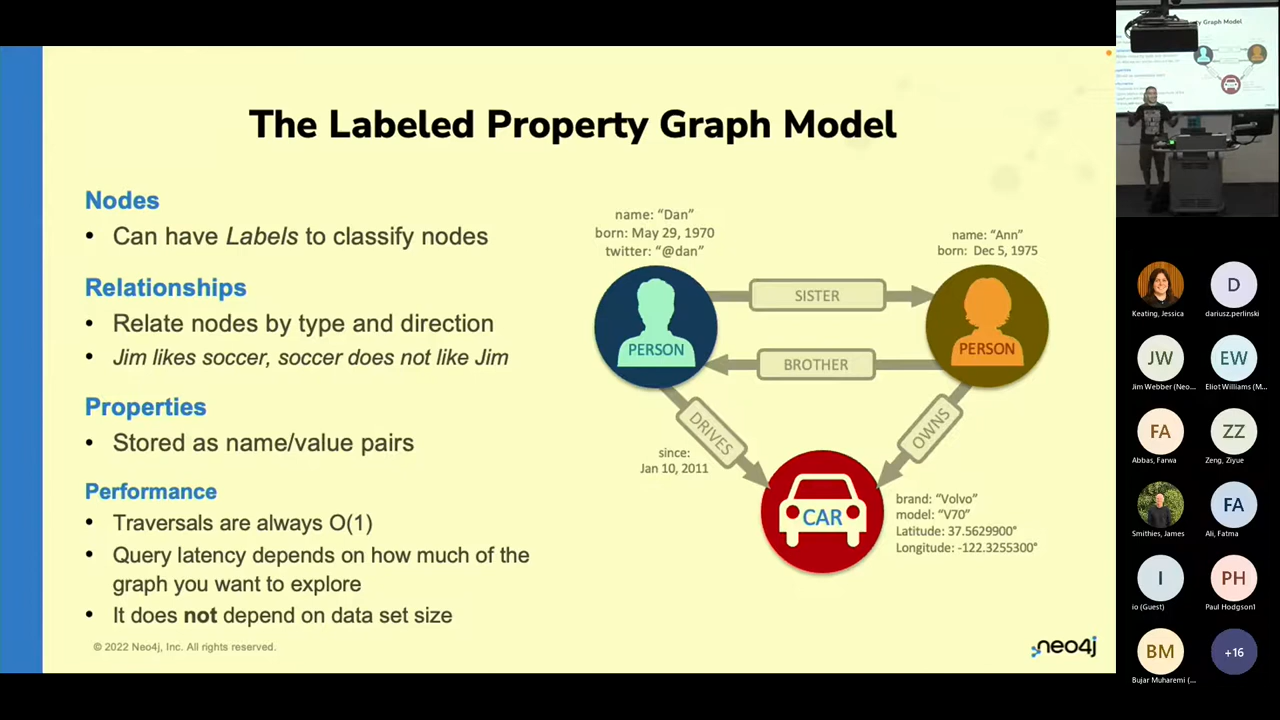 The Labeled Property Graph Model
Nodes
• Can have Labels to classify nodes
Relationships
• Relate nodes by type and direction
• Jim likes soccer, soccer does not like Jim
Properties
• Stored as name/value pairs
Performance
• Traversals are always O(1)
• Query latency depends on how much of the
graph you want to explore
• It does not depend on data set size
© 2022 Neo4j, Inc. All rights reserved.
name: “Dan”
born: May 29, 1970
twitter: “@dan”
name: “Ann”
born: Dec 5, 1975
SISTER
PERSON
PERSON
BROTHER
DRIVES
OWNS
since:
Jan 10, 2011
CAR
brand: “Volvo”
model: “V70”
Latitude: 37.5629900°
Longitude: -122.3255300°
neo4j
Graph Model
Keating, Jessica
D
dariusz.perlinski
JW
Jim Webber (Neo...
EW
Eliot Williams (M...
FA
Abbas, Farwa
ZZ
Zeng, Ziyue
Smithies, James
FA
Ali, Fatma
I
io (Guest)
PH
Paul Hodgson1
BM
Bujar Muharemi (...
+16